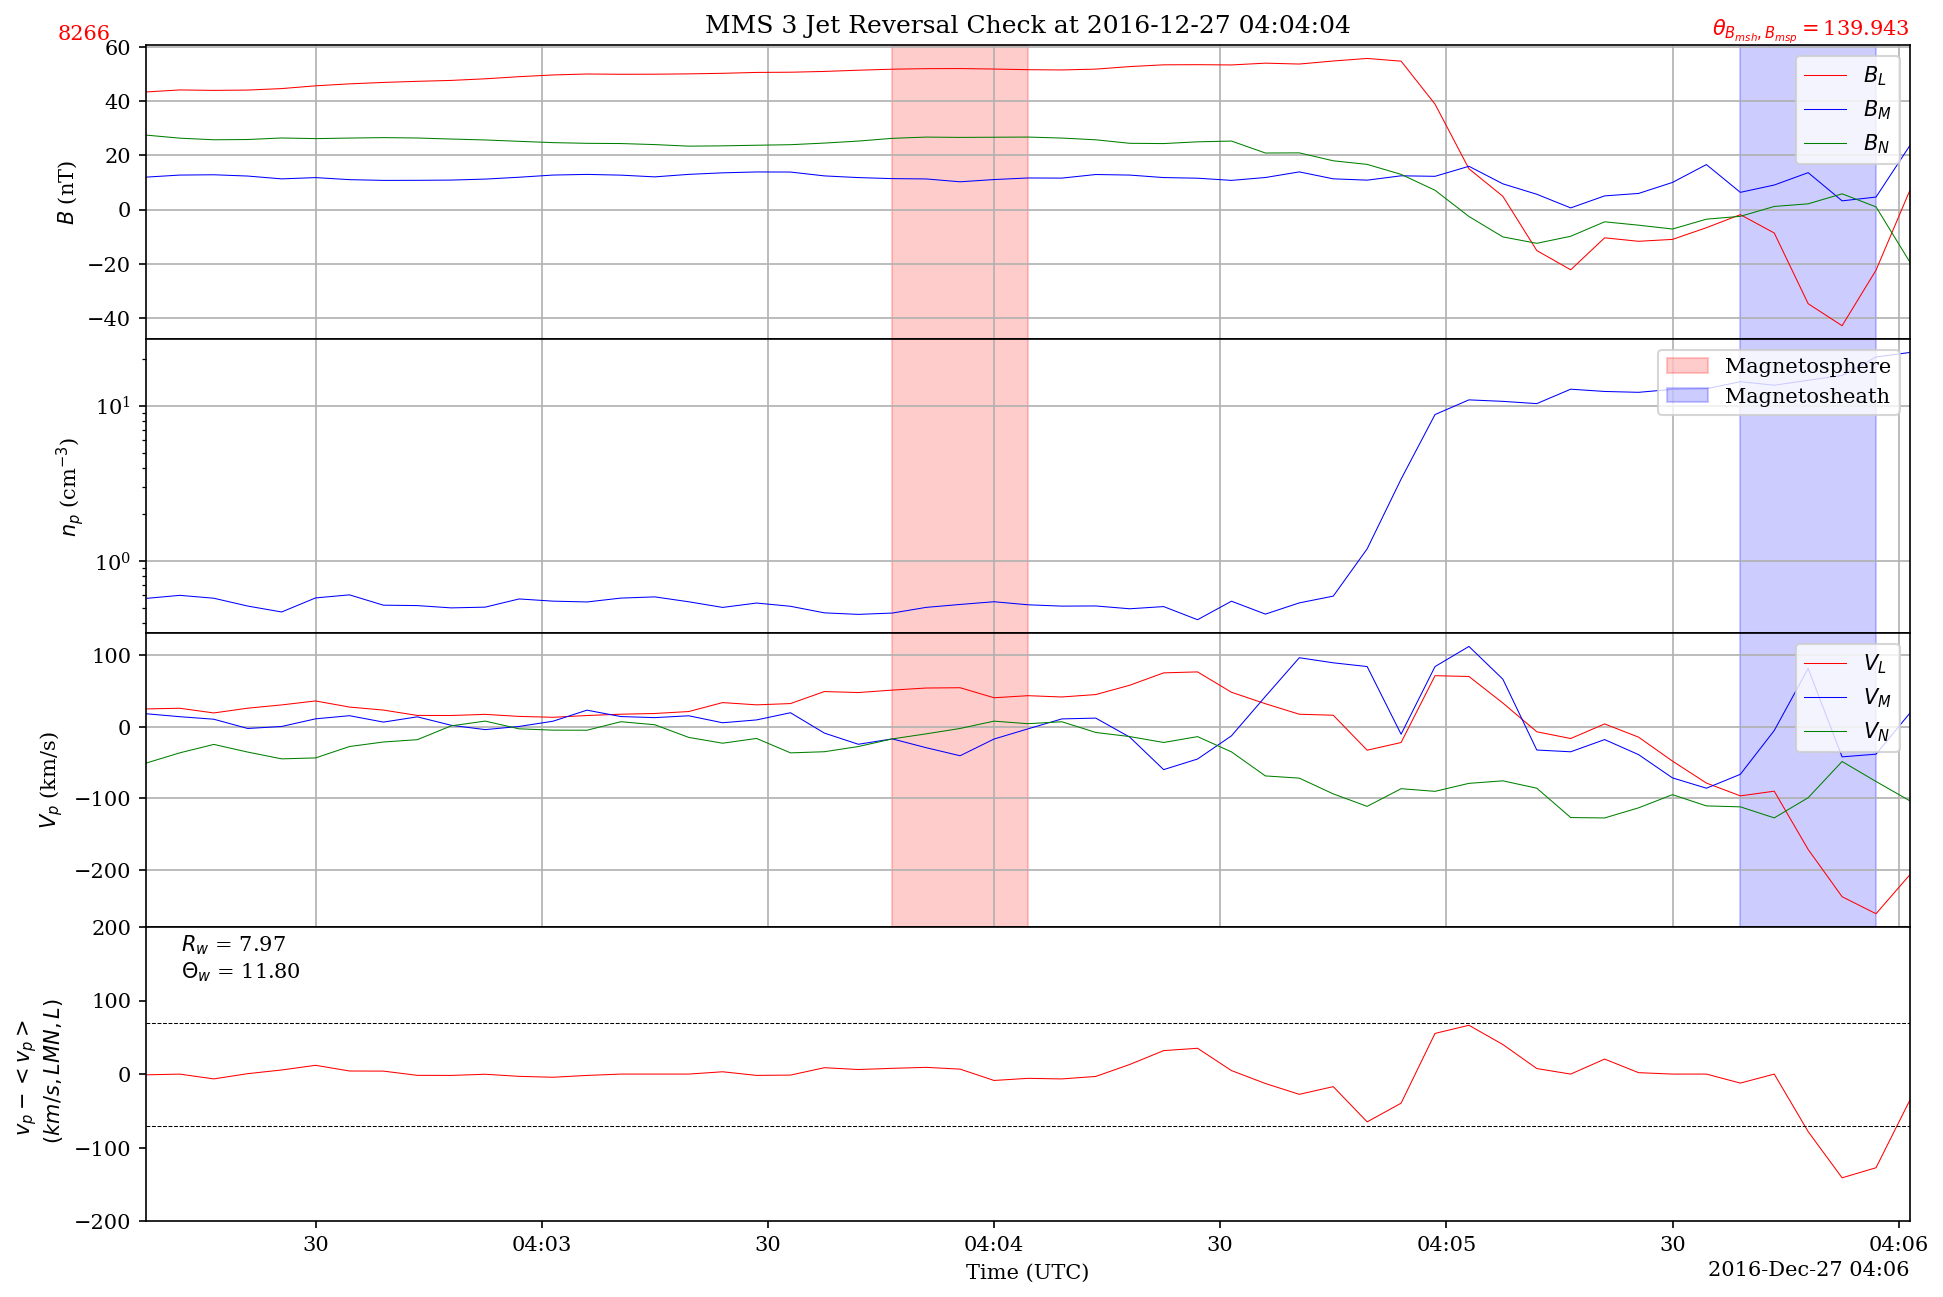 8266
MMS 3 Jet Reversal Check at 2016-12-27 04:04:04
θ_{B_{msh}, B_{msp}} = 139.943
60
40
20
0
−20
−40
B (nT)
B_L
B_M
B_N
10^1
10^0
n_p (cm^{−3})
Magnetosphere
Magnetosheath
100
0
−100
−200
V_p (km/s)
V_L
V_M
V_N
200
100
0
−100
−200
v_p − <v_p>
(km/s, LMN, L)
R_w = 7.97
Θ_w = 11.80
30
04:03
30
04:04
30
04:05
30
04:06
Time (UTC)
2016-Dec-27 04:06